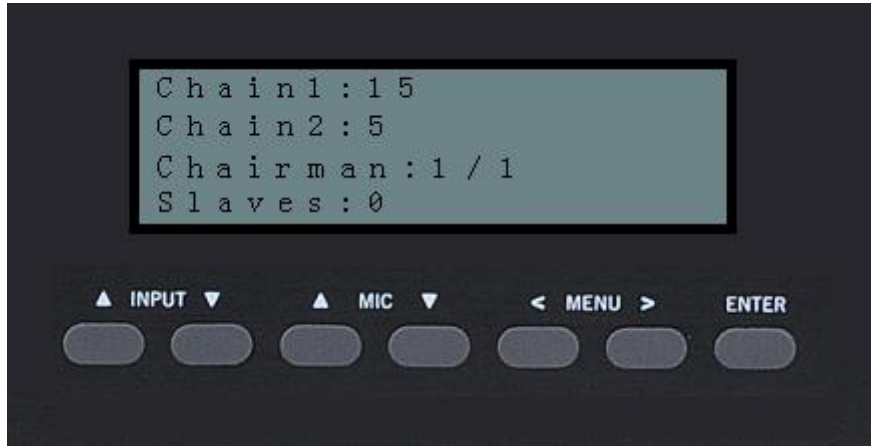 Chain1:15
Chain2:5
Chairman:1/1
Slaves:0
▲ INPUT ▼ ▲ MIC ▼ < MENU > ENTER